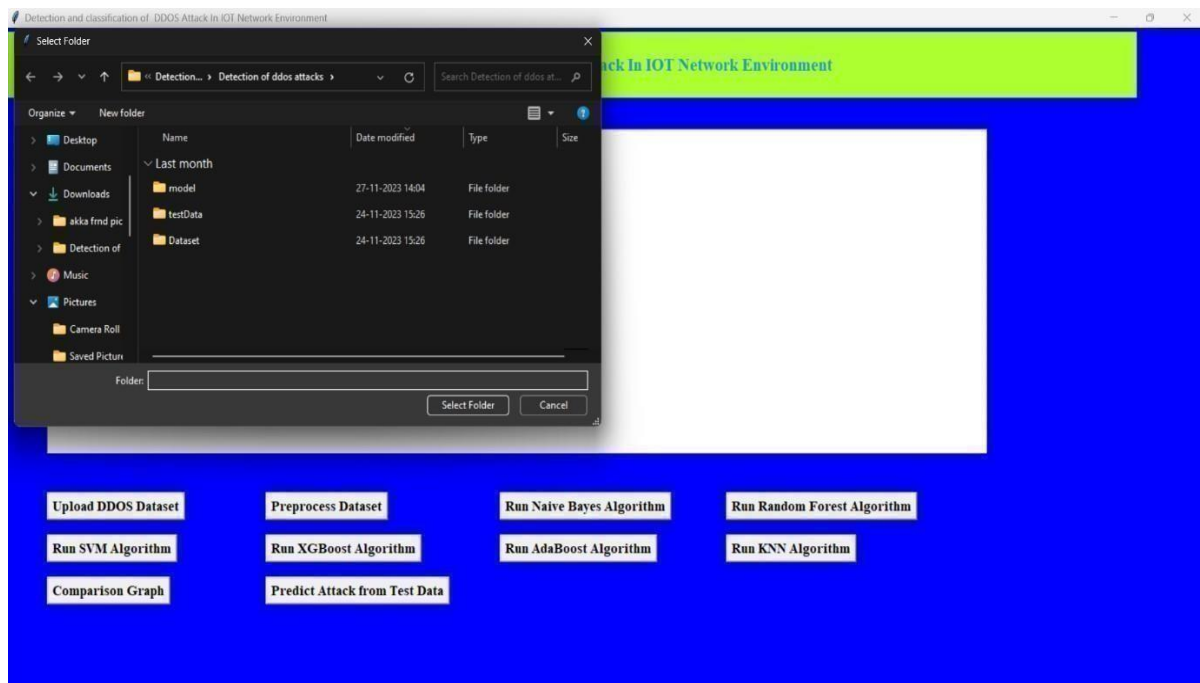 Detection and classification of DDOS Attack In IOT Network Environment
Select Folder
ack In IOT Network Environment
« Detection... › Detection of ddos attacks ›
Search Detection of ddos at...
Organize
New folder
Name
Date modified
Type
Size
Desktop
Documents
Downloads
akka frnd pic
Detection of
Music
Pictures
Camera Roll
Saved Picture
Last month
model 27-11-2023 14:04 File folder
testData 24-11-2023 15:26 File folder
Dataset 24-11-2023 15:26 File folder
Folder:
Select Folder
Cancel
Upload DDOS Dataset
Preprocess Dataset
Run Naive Bayes Algorithm
Run Random Forest Algorithm
Run SVM Algorithm
Run XGBoost Algorithm
Run AdaBoost Algorithm
Run KNN Algorithm
Comparison Graph
Predict Attack from Test Data